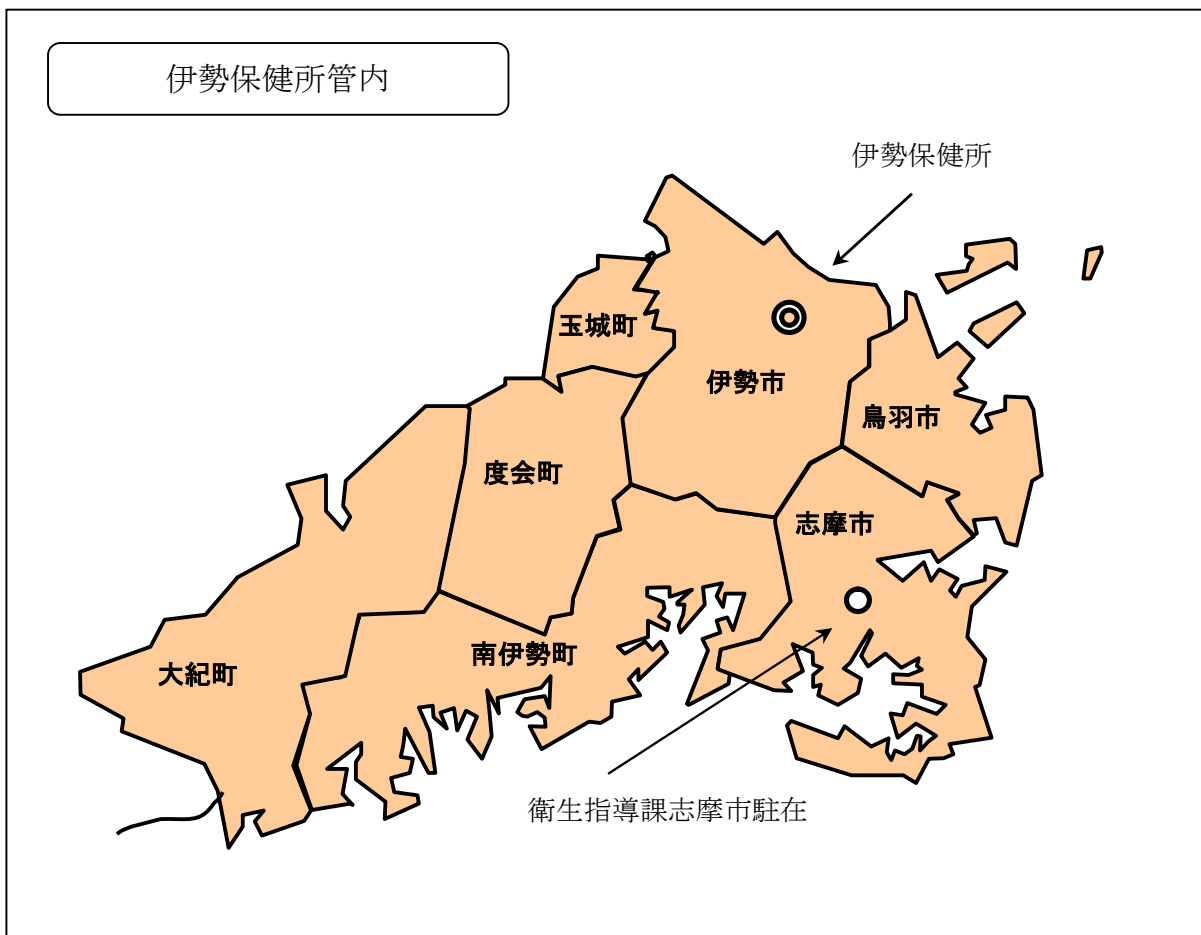 伊勢保健所管内
伊勢保健所
玉城町
伊勢市
鳥羽市
度会町
志摩市
南伊勢町
大紀町
衛生指導課志摩市駐在